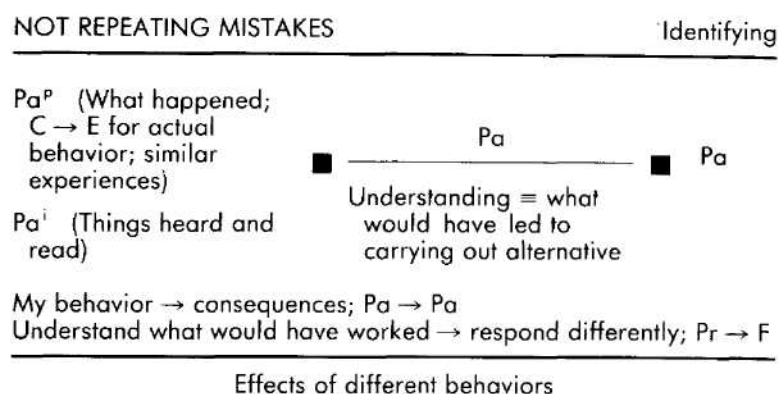 NOT REPEATING MISTAKES Identifying
Paᵖ (What happened;
C → E for actual
behavior; similar
experiences)
Paⁱ (Things heard and
read)
Pa
Understanding ≡ what
would have led to
carrying out alternative
Pa
My behavior → consequences; Pa → Pa
Understand what would have worked → respond differently; Pr → F
Effects of different behaviors